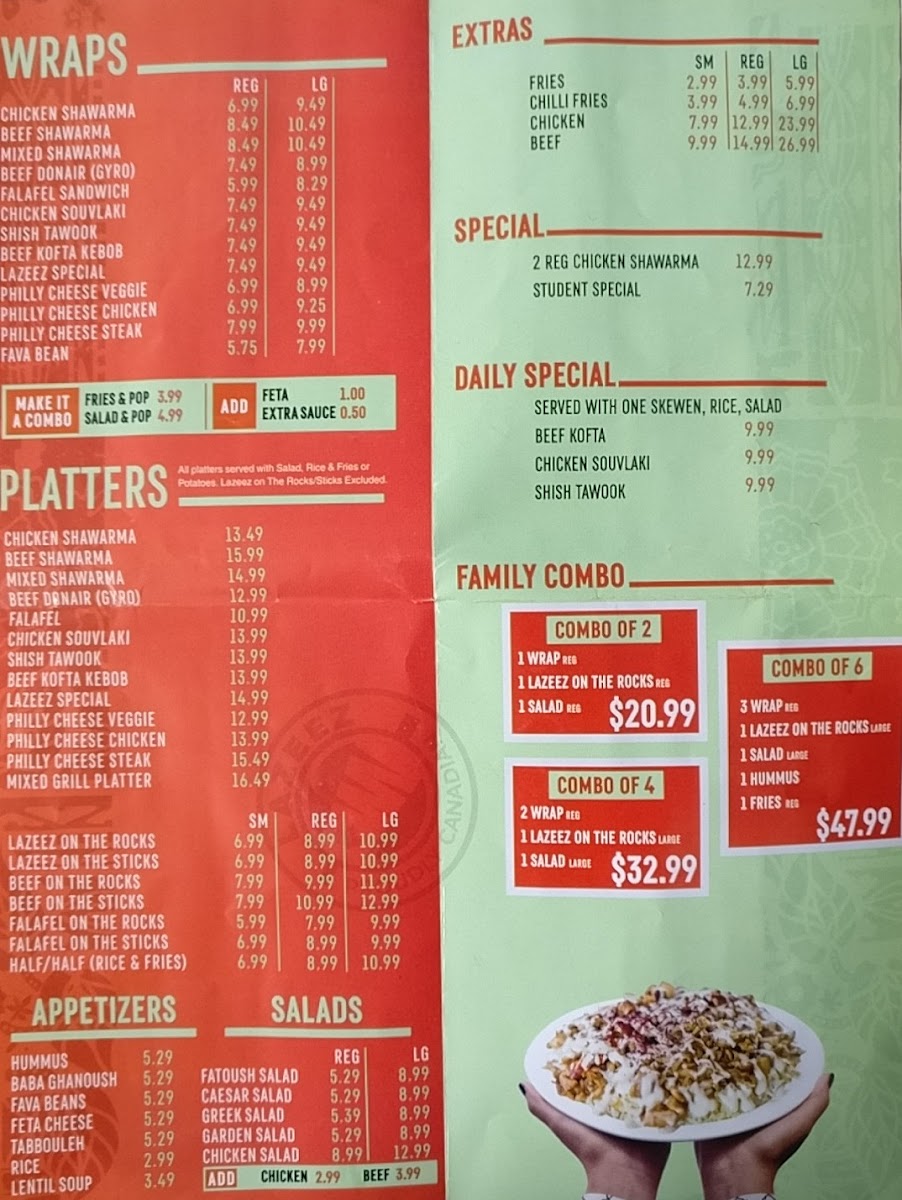 WRAPS
REG LG
CHICKEN SHAWARMA 6.99 9.49
BEEF SHAWARMA 8.49 10.49
MIXED SHAWARMA 8.49 10.49
BEEF DONAIR (GYRO) 7.49 8.99
FALAFEL SANDWICH 5.99 8.29
CHICKEN SOUVLAKI 7.49 9.49
SHISH TAWOOK 7.49 9.49
BEEF KOFTA KEBOB 7.49 9.49
LAZEEZ SPECIAL 7.49 9.49
PHILLY CHEESE VEGGIE 6.99 8.99
PHILLY CHEESE CHICKEN 6.99 9.25
PHILLY CHEESE STEAK 7.99 9.99
FAVA BEAN 5.75 7.99
MAKE IT A COMBO
FRIES & POP 3.99
SALAD & POP 4.99
ADD
FETA 1.00
EXTRA SAUCE 0.50
PLATTERS
All platters served with Salad, Rice & Fries or
Potatoes. Lazeez on The Rocks/Sticks Excluded.
CHICKEN SHAWARMA 13.49
BEEF SHAWARMA 15.99
MIXED SHAWARMA 14.99
BEEF DONAIR (GYRO) 12.99
FALAFEL 10.99
CHICKEN SOUVLAKI 13.99
SHISH TAWOOK 13.99
BEEF KOFTA KEBOB 13.99
LAZEEZ SPECIAL 14.99
PHILLY CHEESE VEGGIE 12.99
PHILLY CHEESE CHICKEN 13.99
PHILLY CHEESE STEAK 15.49
MIXED GRILL PLATTER 16.49
SM REG LG
LAZEEZ ON THE ROCKS 6.99 8.99 10.99
LAZEEZ ON THE STICKS 6.99 8.99 10.99
BEEF ON THE ROCKS 7.99 9.99 11.99
BEEF ON THE STICKS 7.99 10.99 12.99
FALAFEL ON THE ROCKS 5.99 7.99 9.99
FALAFEL ON THE STICKS 6.99 8.99 9.99
HALF/HALF (RICE & FRIES) 6.99 8.99 10.99
APPETIZERS
HUMMUS 5.29
BABA GHANOUSH 5.29
FAVA BEANS 5.29
FETA CHEESE 5.29
TABBOULEH 5.29
RICE 2.99
LENTIL SOUP 3.49
SALADS
REG LG
FATOUSH SALAD 5.29 8.99
CAESAR SALAD 5.29 8.99
GREEK SALAD 5.39 8.99
GARDEN SALAD 5.29 8.99
CHICKEN SALAD 8.99 12.99
ADD CHICKEN 2.99 BEEF 3.99
EXTRAS
SM REG LG
FRIES 2.99 3.99 5.99
CHILLI FRIES 3.99 4.99 6.99
CHICKEN 7.99 12.99 23.99
BEEF 9.99 14.99 26.99
SPECIAL
2 REG CHICKEN SHAWARMA 12.99
STUDENT SPECIAL 7.29
DAILY SPECIAL
SERVED WITH ONE SKEWEN, RICE, SALAD
BEEF KOFTA 9.99
CHICKEN SOUVLAKI 9.99
SHISH TAWOOK 9.99
FAMILY COMBO
COMBO OF 2
1 WRAP REG
1 LAZEEZ ON THE ROCKS REG
1 SALAD REG $20.99
COMBO OF 4
2 WRAP REG
1 LAZEEZ ON THE ROCKS LARGE
1 SALAD LARGE $32.99
COMBO OF 6
3 WRAP REG
1 LAZEEZ ON THE ROCKS LARGE
1 SALAD LARGE
1 HUMMUS
1 FRIES REG
$47.99